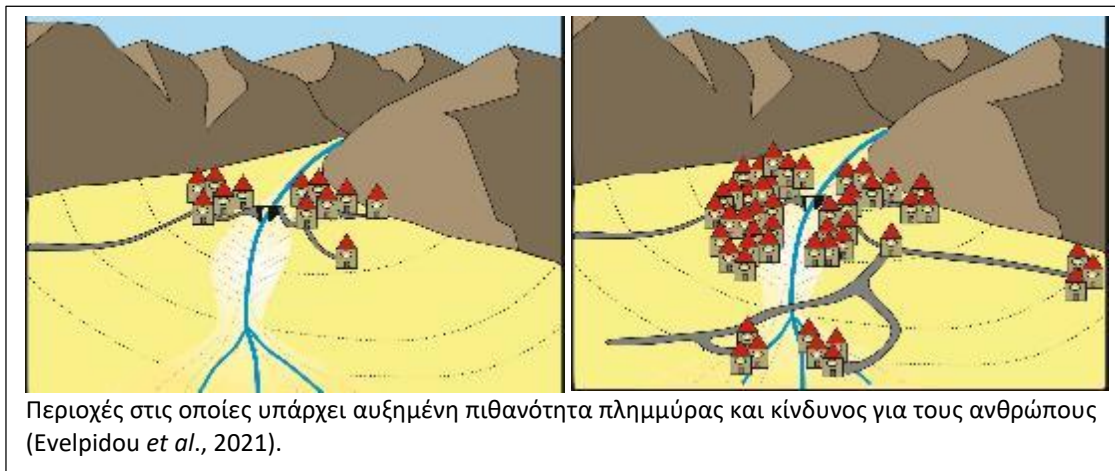 Περιοχές στις οποίες υπάρχει αυξημένη πιθανότητα πλημμύρας και κίνδυνος για τους ανθρώπους
(Evelpidou et al., 2021).